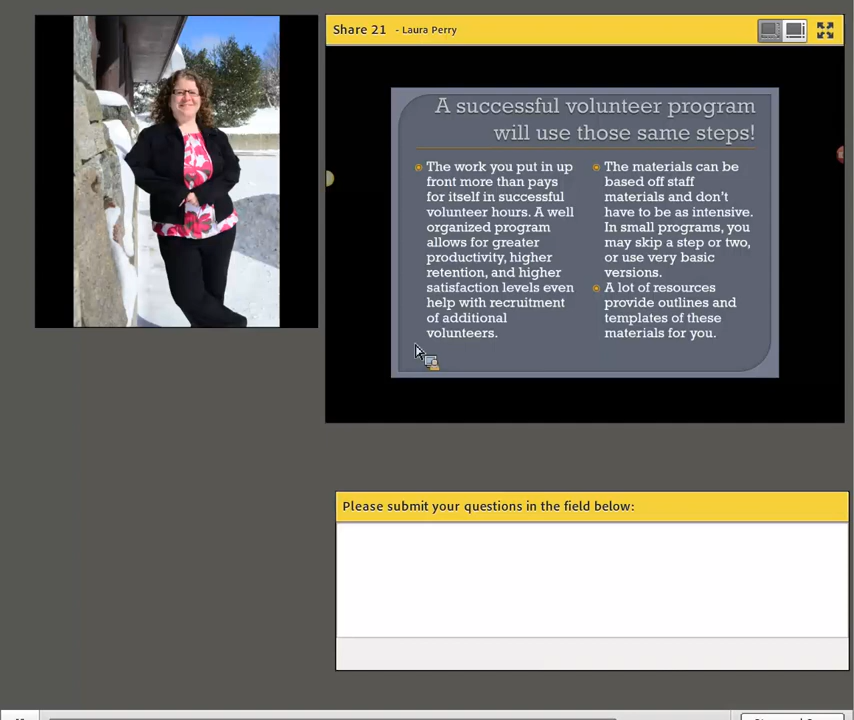 Share 21 - Laura Perry
A successful volunteer program
will use those same steps!
The work you put in up
front more than pays
for itself in successful
volunteer hours. A well
organized program
allows for greater
productivity, higher
retention, and higher
satisfaction levels even
help with recruitment
of additional
volunteers.
The materials can be
based off staff
materials and don't
have to be as intensive.
In small programs, you
may skip a step or two,
or use very basic
versions.
A lot of resources
provide outlines and
templates of these
materials for you.
Please submit your questions in the field below: